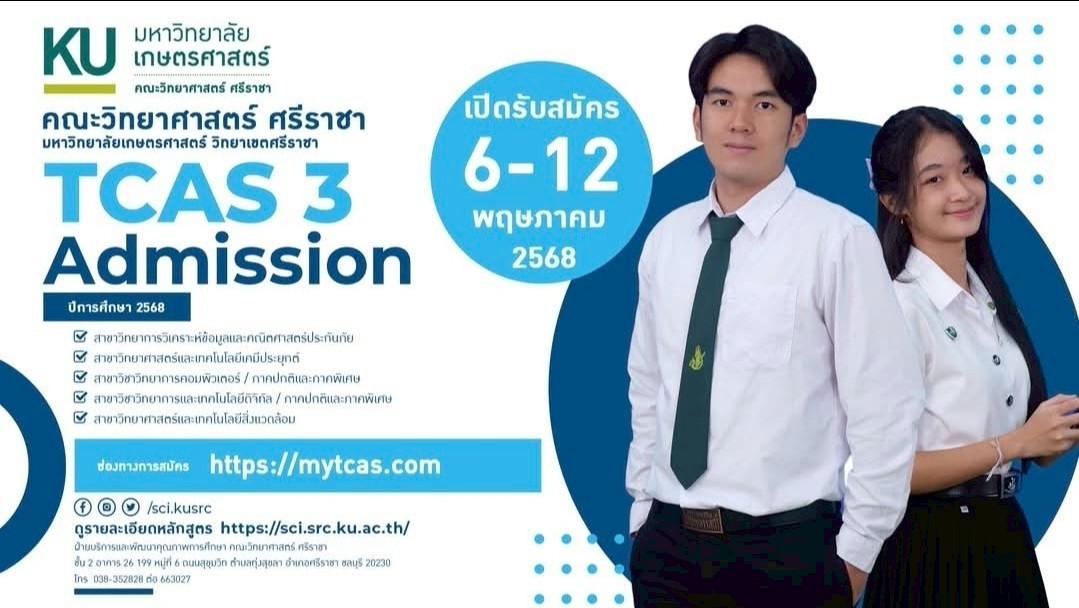 KU
มหาวิทยาลัย
เกษตรศาสตร์
คณะวิทยาศาสตร์ ศรีราชา
คณะวิทยาศาสตร์ ศรีราชา
มหาวิทยาลัยเกษตรศาสตร์ วิทยาเขตศรีราชา
TCAS 3
Admission
ปีการศึกษา 2568
เปิดรับสมัคร
6-12
พฤษภาคม
2568
สาขาวิทยาการวิเคราะห์ข้อมูลและคณิตศาสตร์ประกันภัย
สาขาวิทยาศาสตร์และเทคโนโลยีเคมีประยุกต์
สาขาวิชาวิทยาการคอมพิวเตอร์ / ภาคปกติและภาคพิเศษ
สาขาวิชาวิทยาการและเทคโนโลยีดิจิทัล / ภาคปกติและภาคพิเศษ
สาขาวิทยาศาสตร์และเทคโนโลยีสิ่งแวดล้อม
ช่องทางการสมัคร https://mytcas.com
/sci.kusrc
ดูรายละเอียดหลักสูตร https://sci.src.ku.ac.th/
ฝ่ายบริการและพัฒนาคุณภาพการศึกษา คณะวิทยาศาสตร์ ศรีราชา
ชั้น 2 อาคาร 26 199 หมู่ที่ 6 ถนนสุขุมวิท ตำบลทุ่งสุขลา อำเภอศรีราชา ชลบุรี 20230
โทร 038-352828 ต่อ 663027